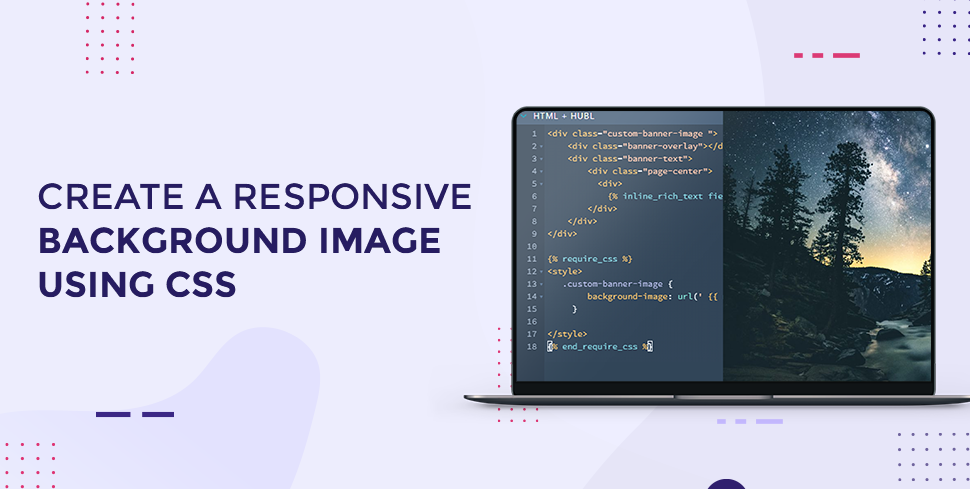 CREATE A RESPONSIVE
BACKGROUND IMAGE
USING CSS
HTML + HUBL
1 <div class="custom-banner-image ">
2 <div class="banner-overlay"></d
3 <div class="banner-text">
4 <div class="page-center">
5 <div>
6 {% inline_rich_text fie
7 </div>
8 </div>
9 </div>
10
11 {% require_css %}
12 <style>
13 .custom-banner-image {
14 background-image: url(' {{
15 }
16
17 </style>
18 {% end_require_css %}